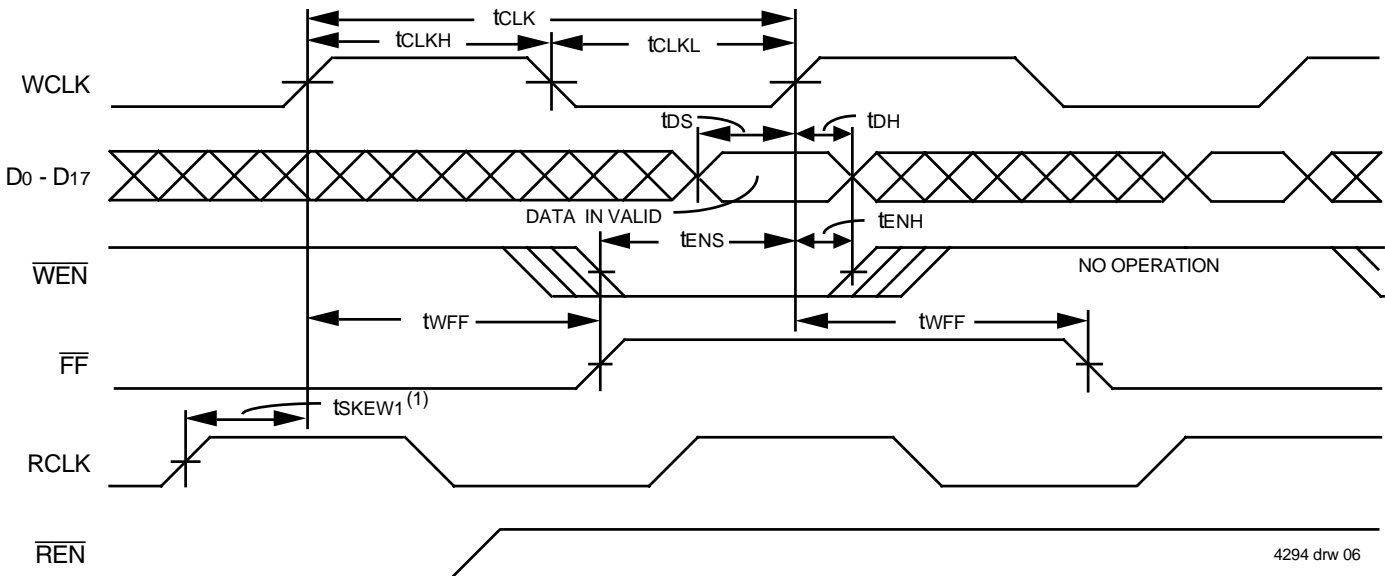 tCLK
tCLKH
tCLKL
WCLK
tDS
tDH
D0 - D17
DATA IN VALID
tENS
tENH
WEN
NO OPERATION
tWFF
tWFF
FF
tSKEW1(1)
RCLK
REN
4294 drw 06